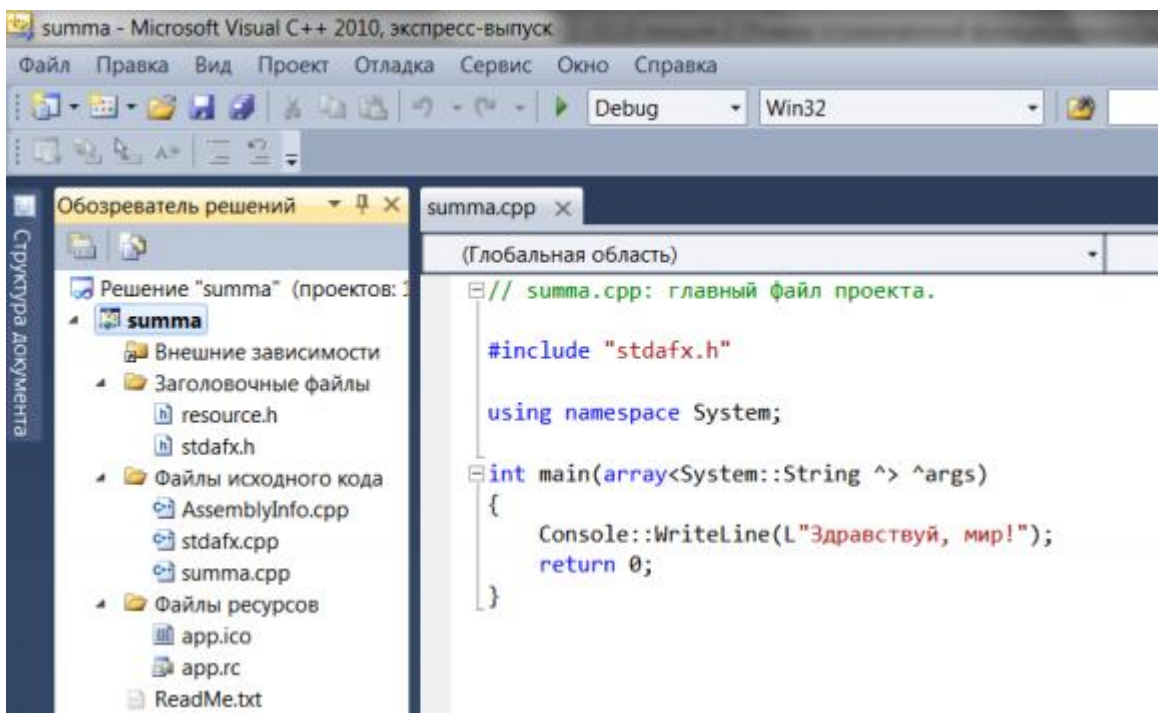 summa - Microsoft Visual C++ 2010, экспресс-выпуск
Файл Правка Вид Проект Отладка Сервис Окно Справка
Debug Win32
Структура документа
Обозреватель решений
Решение "summa" (проектов:
summa
Внешние зависимости
Заголовочные файлы
resource.h
stdafx.h
Файлы исходного кода
AssemblyInfo.cpp
stdafx.cpp
summa.cpp
Файлы ресурсов
app.ico
app.rc
ReadMe.txt
summa.cpp
(Глобальная область)
// summa.cpp: главный файл проекта.
#include "stdafx.h"
using namespace System;
int main(array<System::String ^> ^args)
{
Console::WriteLine(L"Здравствуй, мир!");
return 0;
}